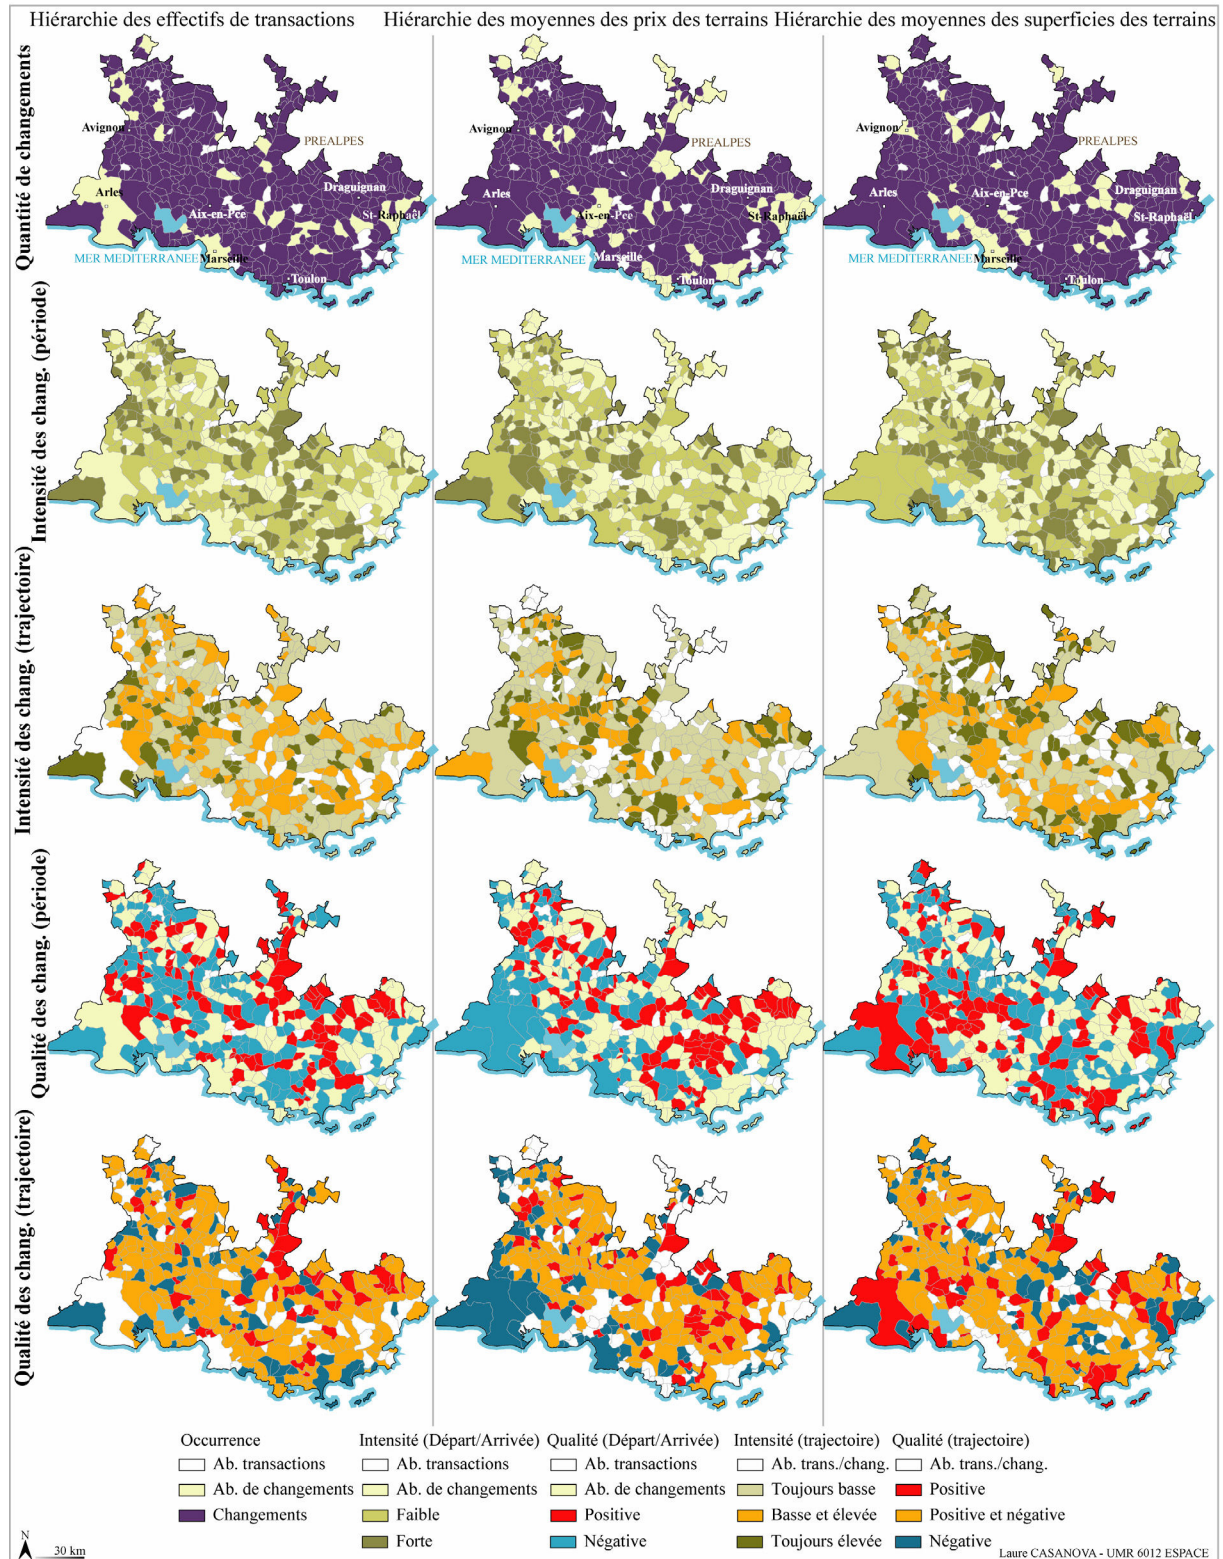 Hiérarchie des effectifs de transactions
Hiérarchie des moyennes des prix des terrains
Hiérarchie des moyennes des superficies des terrains
Quantité de changements
Avignon
PREALPES
Arles
Draguignan
Aix-en-Pce
St-Raphaël
MER MEDITERRANEE
Marseille
Toulon
Avignon
PREALPES
Arles
Draguignan
Aix-en-Pce
St-Raphaël
MER MEDITERRANEE
Marseille
Toulon
Avignon
PREALPES
Arles
Draguignan
Aix-en-Pce
St-Raphaël
MER MEDITERRANEE
Marseille
Toulon
Intensité des chang. (période)
Intensité des chang. (trajectoire)
Qualité des chang. (période)
Qualité des chang. (trajectoire)
Occurrence
Ab. transactions
Ab. de changements
Changements
Intensité (Départ/Arrivée)
Ab. transactions
Ab. de changements
Faible
Forte
Qualité (Départ/Arrivée)
Ab. transactions
Ab. de changements
Positive
Négative
Intensité (trajectoire)
Ab. trans./chang.
Toujours basse
Basse et élevée
Toujours élevée
Qualité (trajectoire)
Ab. trans./chang.
Positive
Positive et négative
Négative
N
30 km
Laure CASANOVA - UMR 6012 ESPACE